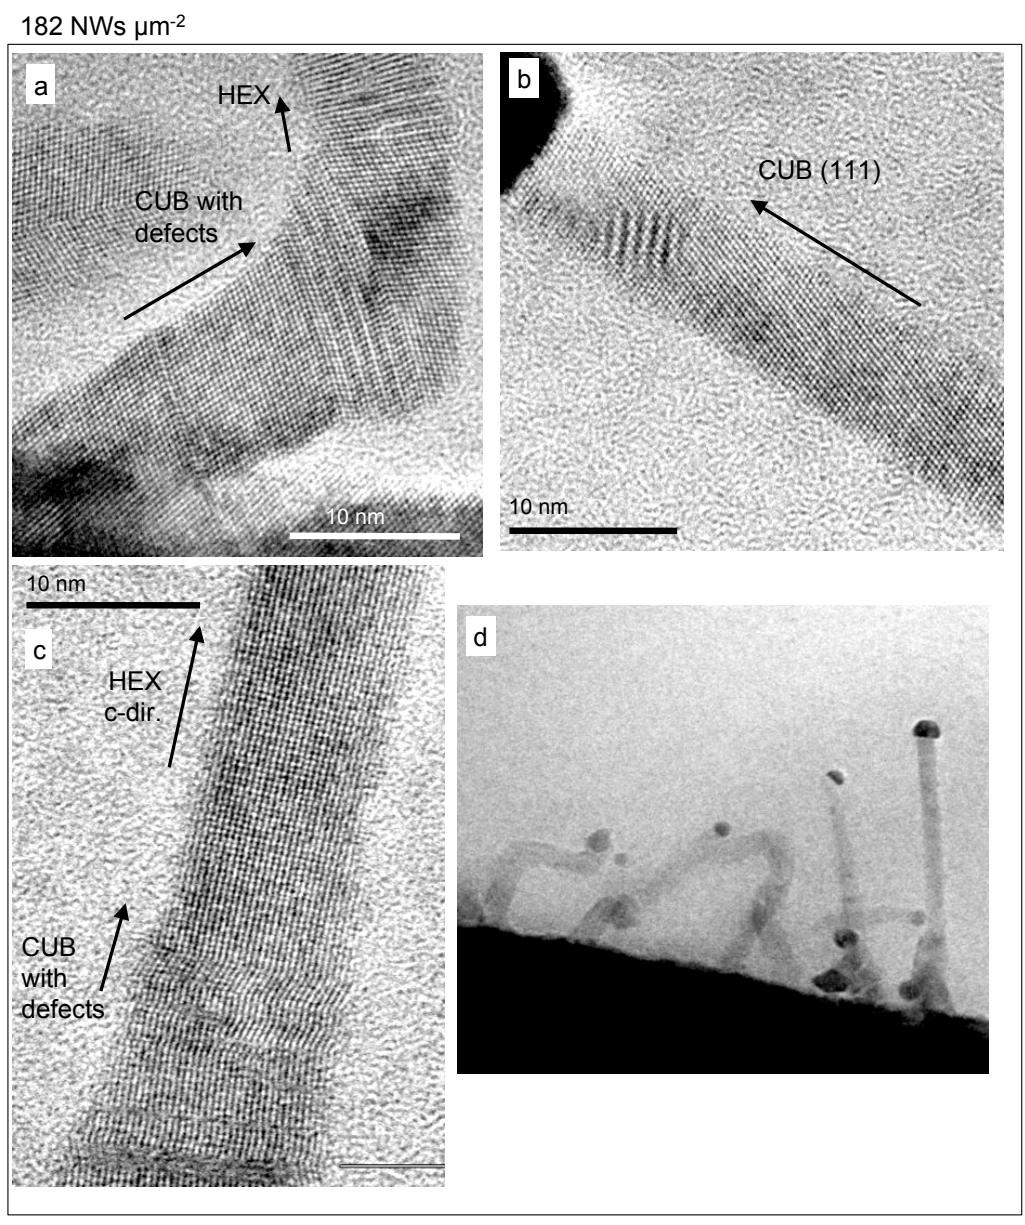 182 NWs µm-2
a
HEX
CUB with
defects
10 nm
b
CUB (111)
10 nm
10 nm
c
HEX
c-dir.
CUB
with
defects
d